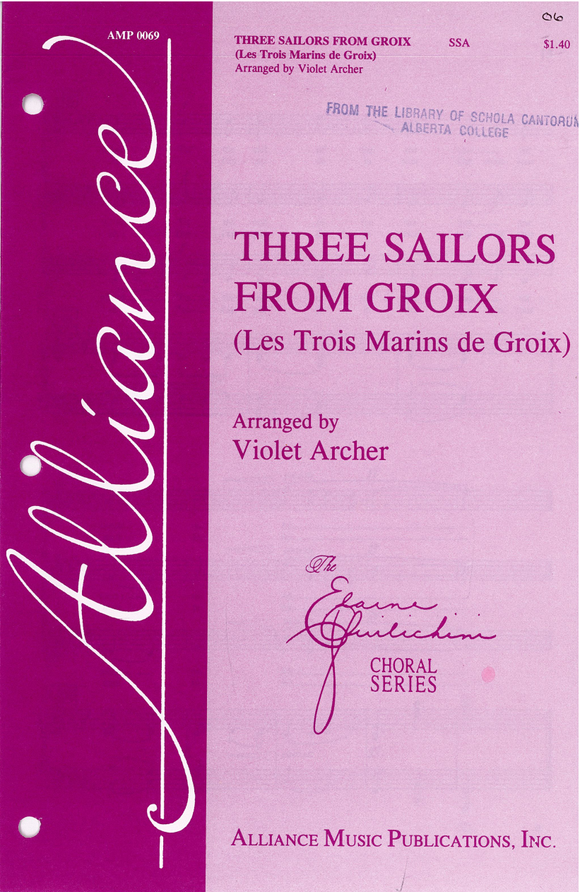 06
AMP 0069
THREE SAILORS FROM GROIX SSA $1.40
(Les Trois Marins de Groix)
Arranged by Violet Archer
FROM THE LIBRARY OF SCHOLA CANTORUM
ALBERTA COLLEGE
Alliance
THREE SAILORS
FROM GROIX
(Les Trois Marins de Groix)
Arranged by
Violet Archer
The
Elaine
Quilichini
CHORAL
SERIES
ALLIANCE MUSIC PUBLICATIONS, INC.